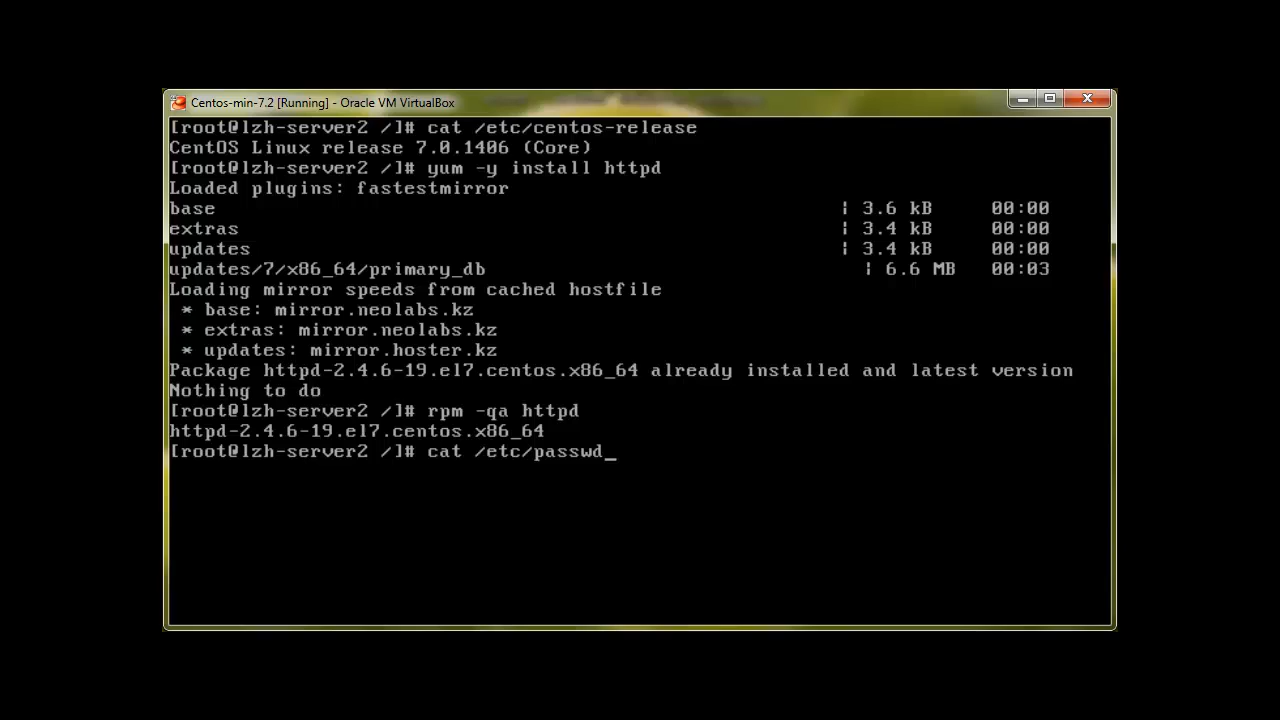 Centos-min-7.2 [Running] - Oracle VM VirtualBox
[root@lzh-server2 /]# cat /etc/centos-release
CentOS Linux release 7.0.1406 (Core)
[root@lzh-server2 /]# yum -y install httpd
Loaded plugins: fastestmirror
base | 3.6 kB 00:00
extras | 3.4 kB 00:00
updates | 3.4 kB 00:00
updates/7/x86_64/primary_db | 6.6 MB 00:03
Loading mirror speeds from cached hostfile
 * base: mirror.neolabs.kz
 * extras: mirror.neolabs.kz
 * updates: mirror.hoster.kz
Package httpd-2.4.6-19.el7.centos.x86_64 already installed and latest version
Nothing to do
[root@lzh-server2 /]# rpm -qa httpd
httpd-2.4.6-19.el7.centos.x86_64
[root@lzh-server2 /]# cat /etc/passwd_